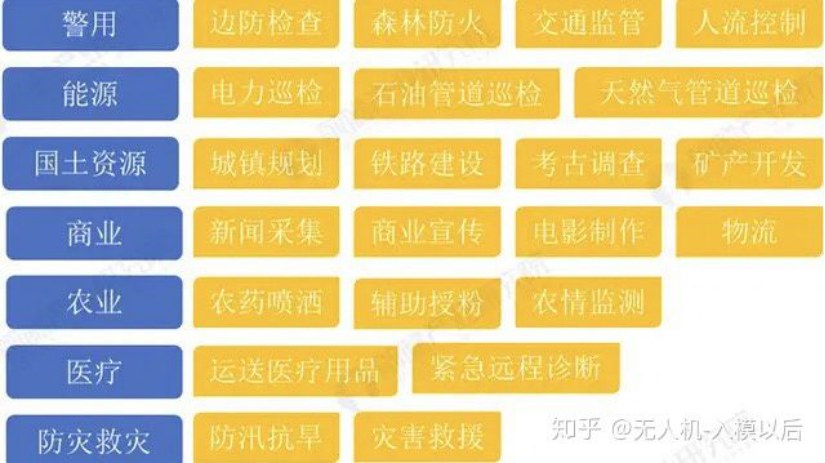 警用 边防检查 森林防火 交通监管 人流控制
能源 电力巡检 石油管道巡检 天然气管道巡检
国土资源 城镇规划 铁路建设 考古调查 矿产开发
商业 新闻采集 商业宣传 电影制作 物流
农业 农药喷洒 辅助授粉 农情监测
医疗 运送医疗用品 紧急远程诊断
防灾救灾 防汛抗旱 灾害救援
知乎 @无人机-入模以后